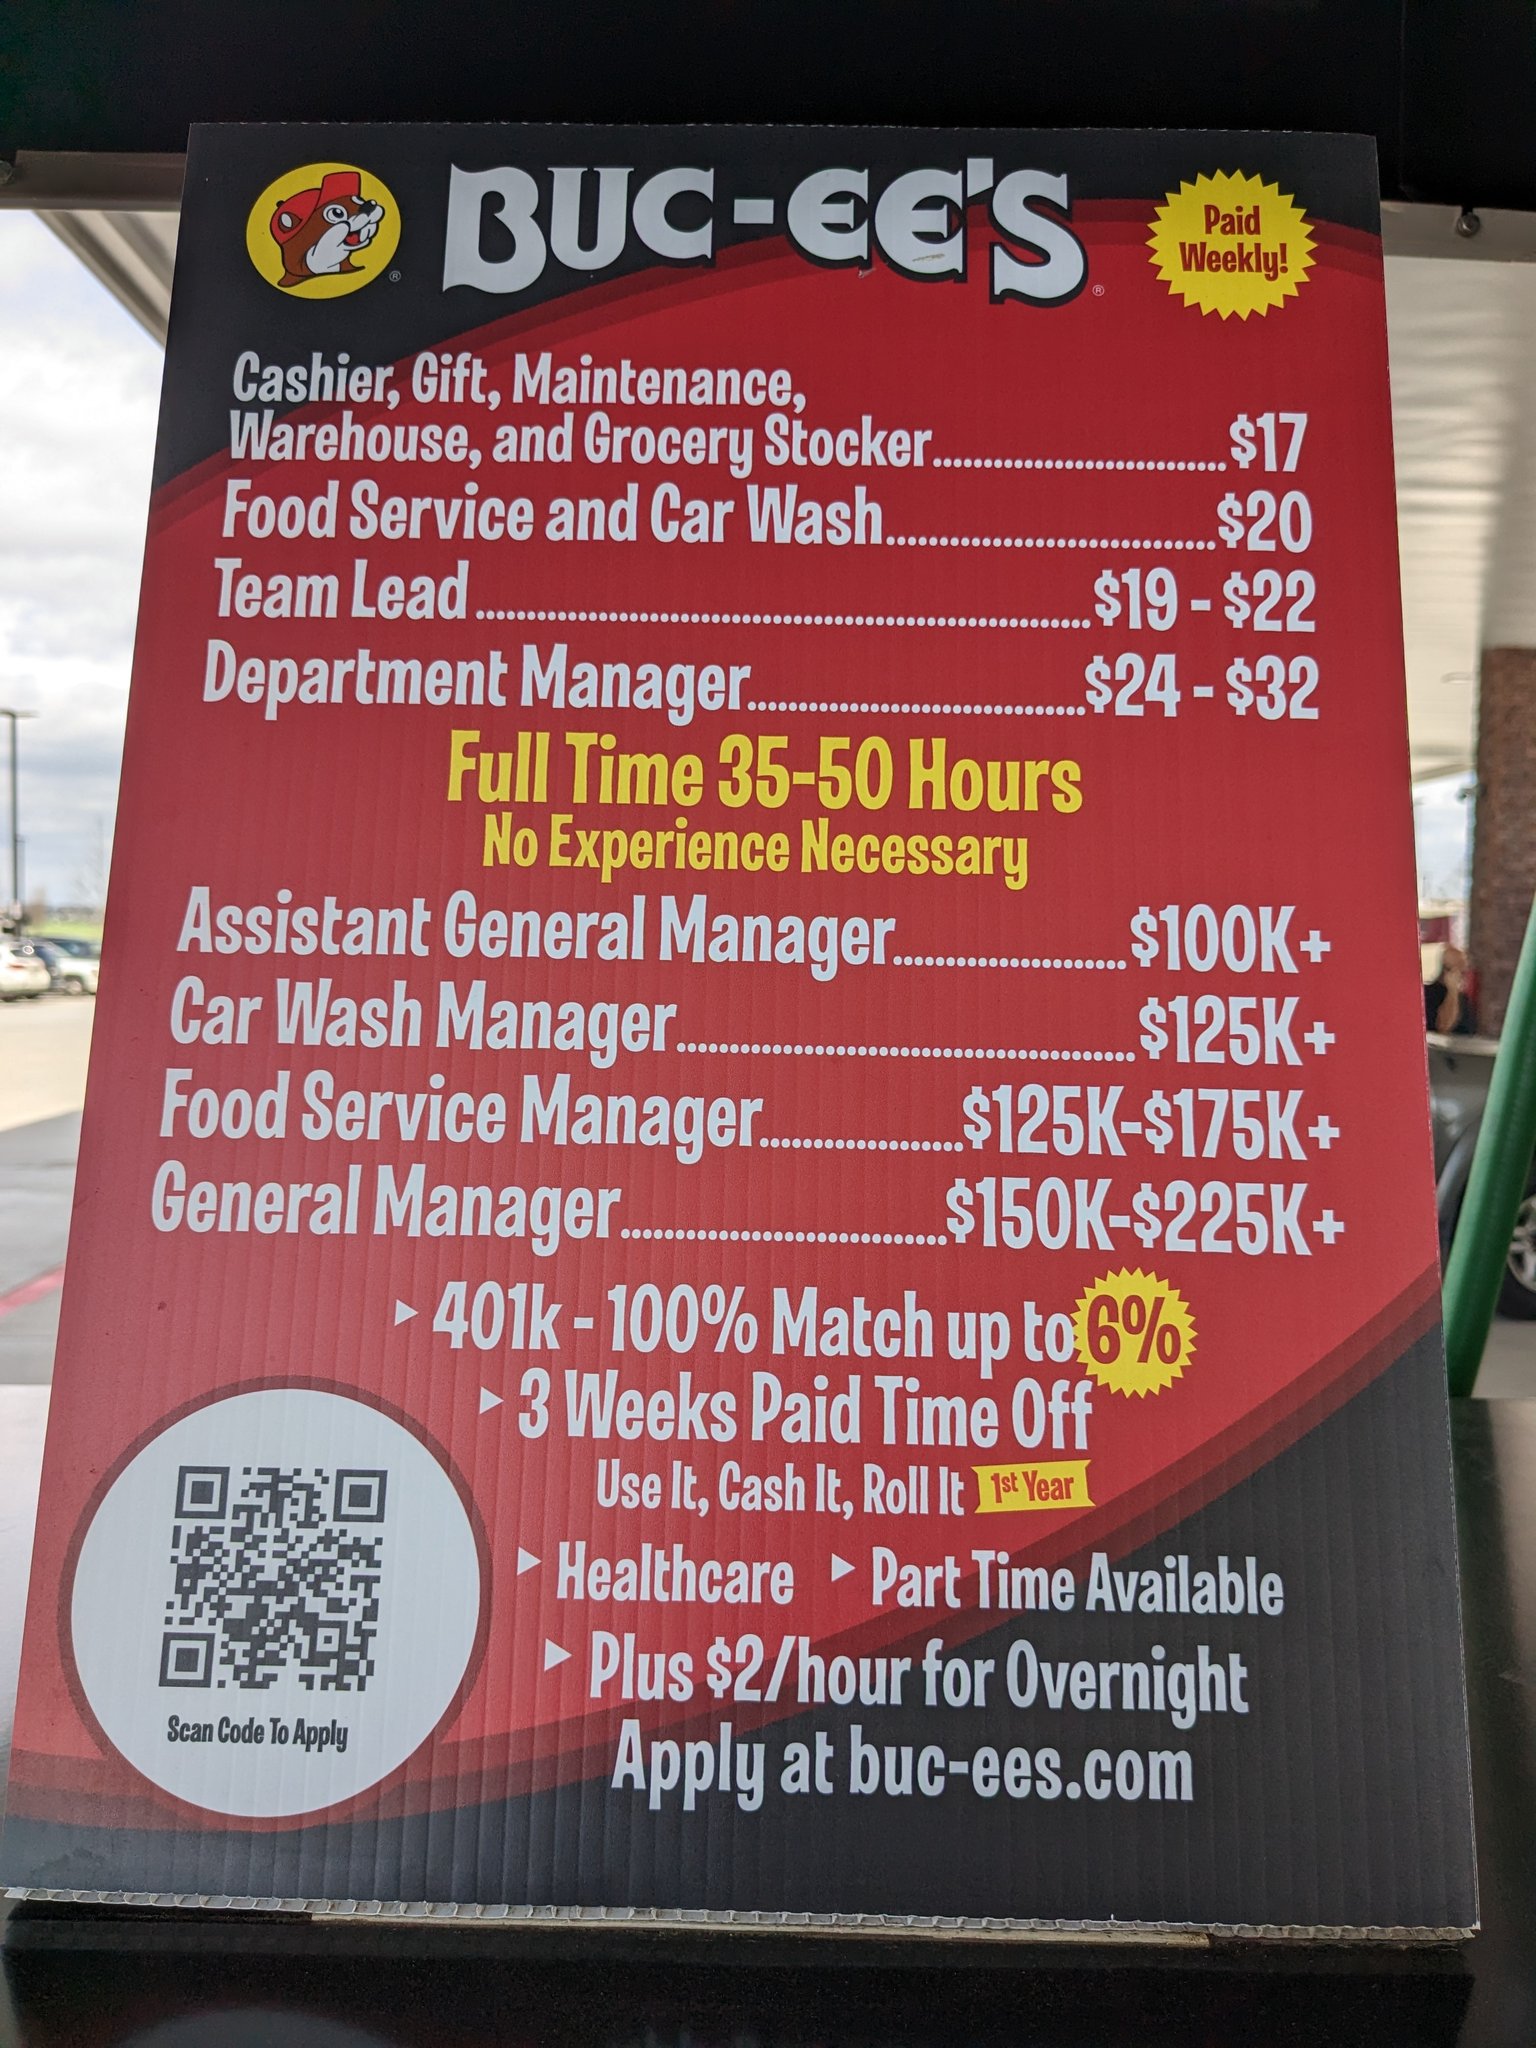 BUC-EE'S
Paid
Weekly!
Cashier, Gift, Maintenance,
Warehouse, and Grocery Stocker............................$17
Food Service and Car Wash................................$20
Team Lead............................................................$19 - $22
Department Manager.................................$24 - $32
Full Time 35-50 Hours
No Experience Necessary
Assistant General Manager......................$100K+
Car Wash Manager............................................$125K+
Food Service Manager...................$125K-$175K+
General Manager...............................$150K-$225K+
▸ 401k - 100% Match up to 6%
▸ 3 Weeks Paid Time Off
Use It, Cash It, Roll It 1st Year
▸ Healthcare ▸ Part Time Available
▸ Plus $2/hour for Overnight
Apply at buc-ees.com
Scan Code To Apply